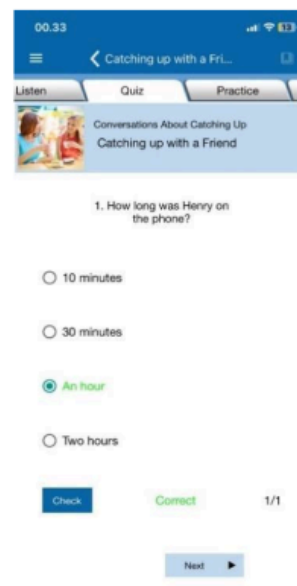 00.33
Catching up with a Fri...
Listen
Quiz
Practice
Conversations About Catching Up
Catching up with a Friend
1. How long was Henry on
the phone?
10 minutes
30 minutes
An hour
Two hours
Check
Correct
1/1
Next